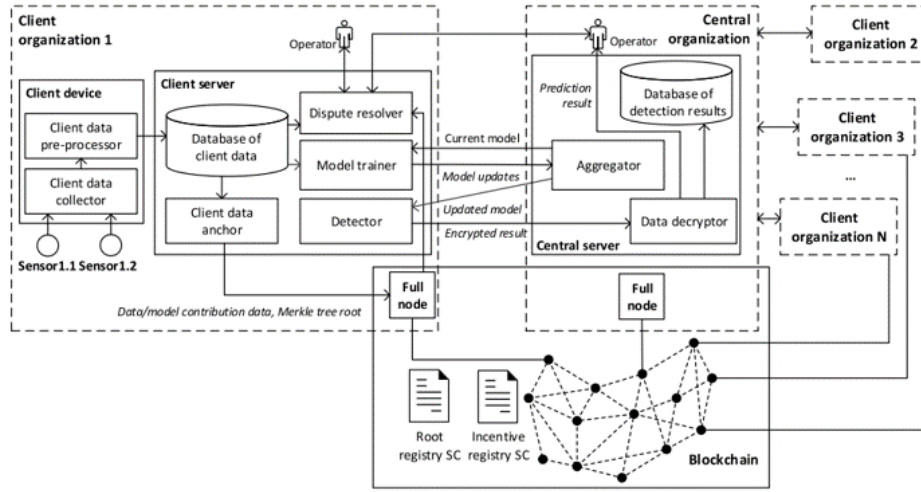 Client
organization 1
Operator
Client device
Client data
pre-processor
Client data
collector
Sensor1.1
Sensor1.2
Client server
Database of
client data
Client data
anchor
Dispute resolver
Model trainer
Detector
Current model
Model updates
Updated model
Encrypted result
Central
organization
Operator
Prediction
result
Database of
detection results
Aggregator
Data decryptor
Central server
Client
organization 2
Client
organization 3
...
Client
organization N
Data/model contribution data, Merkle tree root
Full
node
Full
node
Root
registry SC
Incentive
registry SC
Blockchain